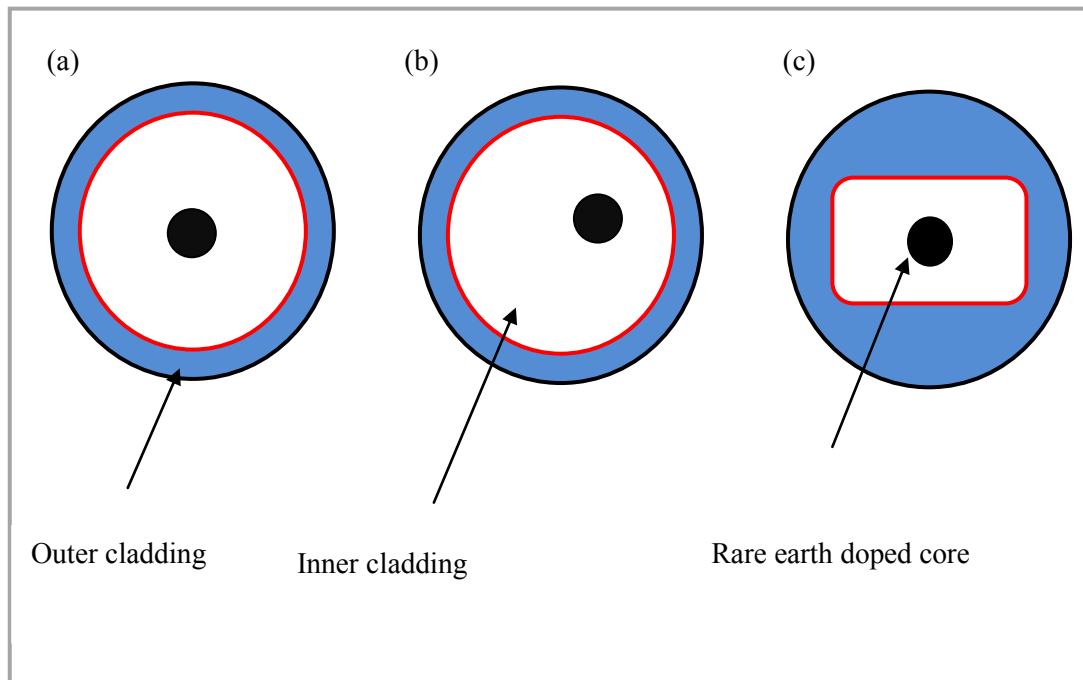 (a)
(b)
(c)
Outer cladding
Inner cladding
Rare earth doped core